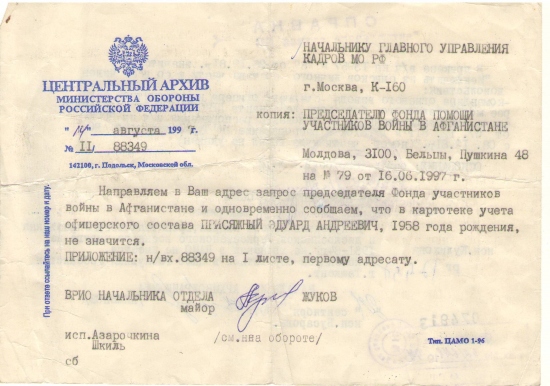 НАЧАЛЬНИКУ ГЛАВНОГО УПРАВЛЕНИЯ
КАДРОВ МО РФ
г.Москва, К-160
ЦЕНТРАЛЬНЫЙ АРХИВ
МИНИСТЕРСТВА ОБОРОНЫ
РОССИЙСКОЙ ФЕДЕРАЦИИ
"14" августа 1997 г.
№ II 88349
142100, г. Подольск, Московской обл.
копия: ПРЕДСЕДАТЕЛЮ ФОНДА ПОМОЩИ
УЧАСТНИКОВ ВОЙНЫ В АФГАНИСТАНЕ
Молдова, 3100, Бельцы, Пушкина 48
на № 79 от 16.06.1997 г.
При ответе ссылайтесь на наш номер и дату.
Направляем в Ваш адрес запрос председателя Фонда участников
войны в Афганистане и одновременно сообщаем, что в картотеке учета
офицерского состава ПРИСЯЖНЫЙ ЭДУАРД АНДРЕЕВИЧ, 1958 года рождения,
не значится.
ПРИЛОЖЕНИЕ: н/вх.88349 на I листе, первому адресату.
ВРИО НАЧАЛЬНИКА ОТДЕЛА
майор ЖУКОВ
исп.Азарочкина
Шкиль
/см.нна обороте/
сб
Тип. ЦАМО 1-96